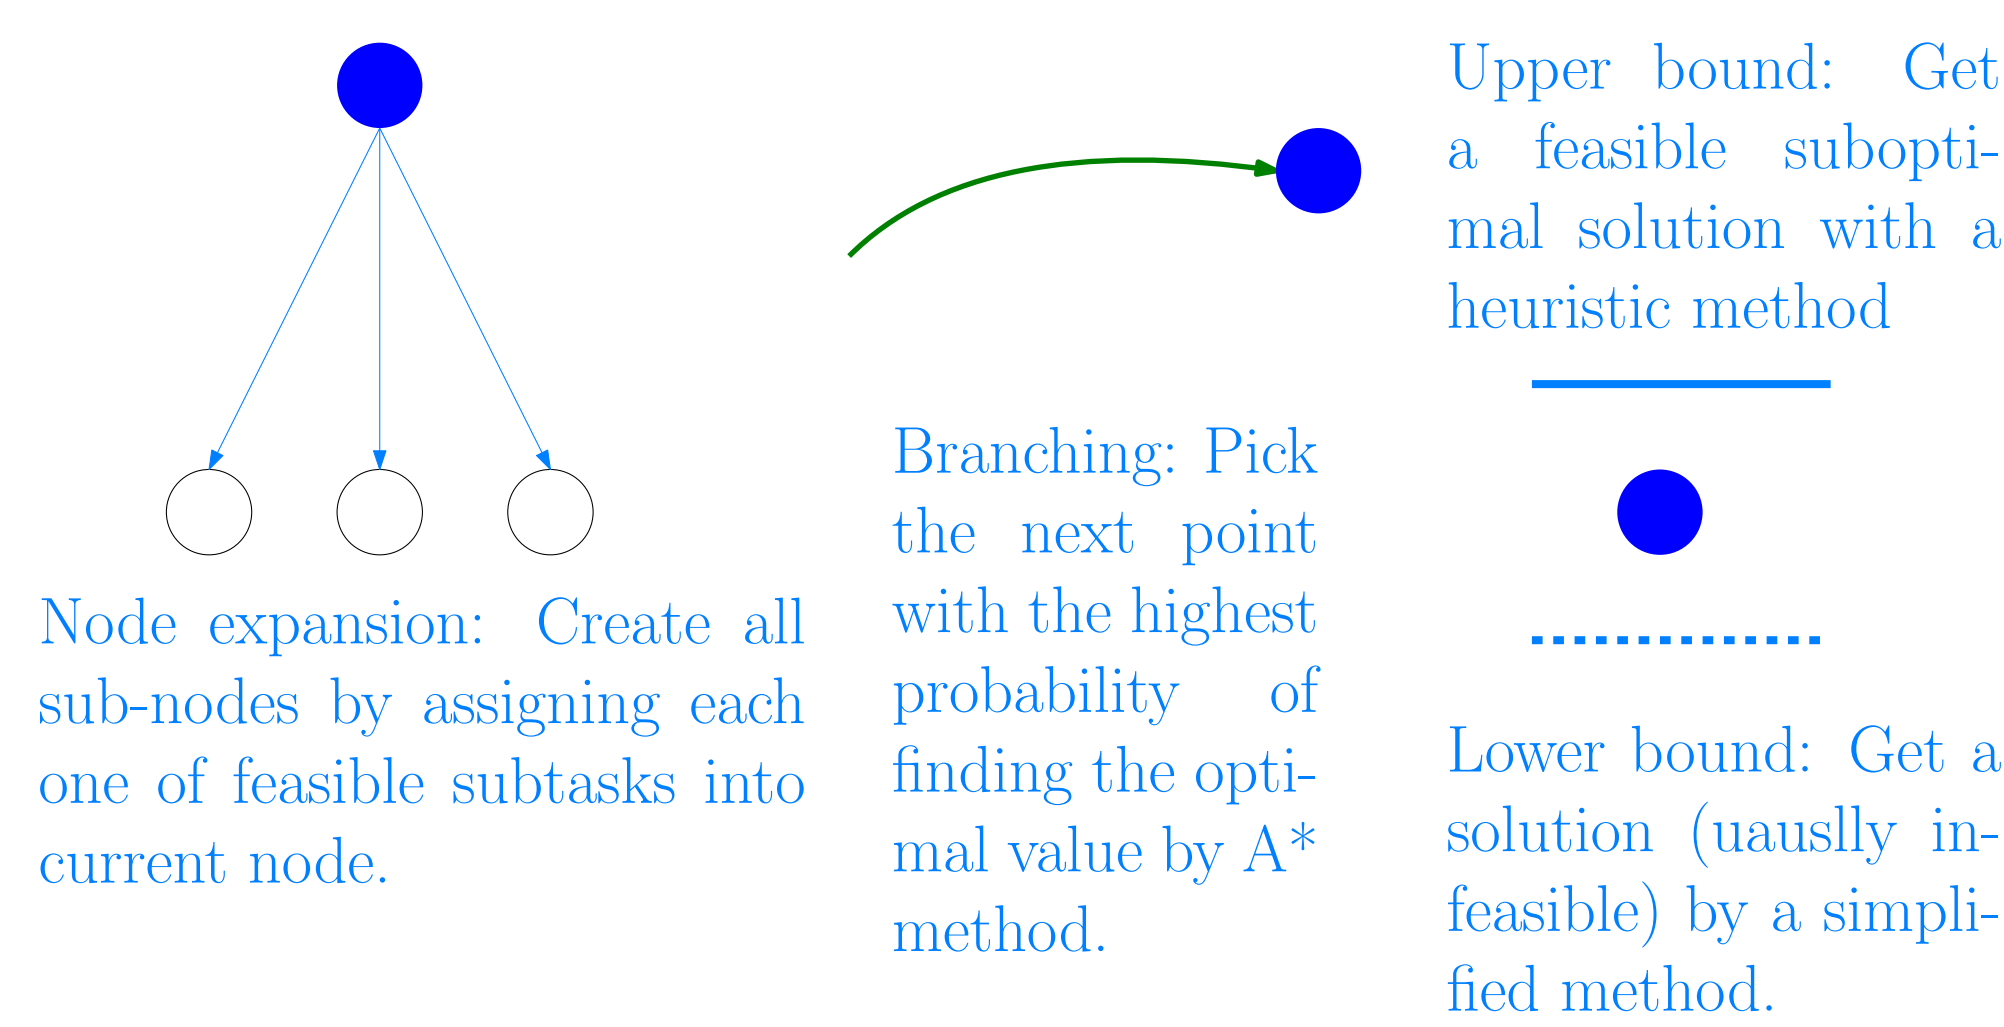 Node expansion: Create all
sub-nodes by assigning each
one of feasible subtasks into
current node.
Branching: Pick
the next point
with the highest
probability of
finding the opti-
mal value by A*
method.
Upper bound: Get
a feasible subopti-
mal solution with a
heuristic method
Lower bound: Get a
solution (uauslly in-
feasible) by a simpli-
fied method.